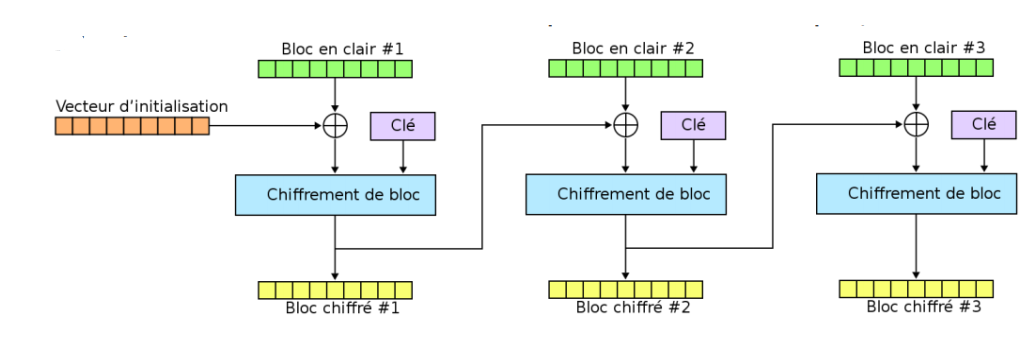 Bloc en clair #1
Bloc en clair #2
Bloc en clair #3
Vecteur d’initialisation
Clé
Clé
Clé
Chiffrement de bloc
Chiffrement de bloc
Chiffrement de bloc
Bloc chiffré #1
Bloc chiffré #2
Bloc chiffré #3